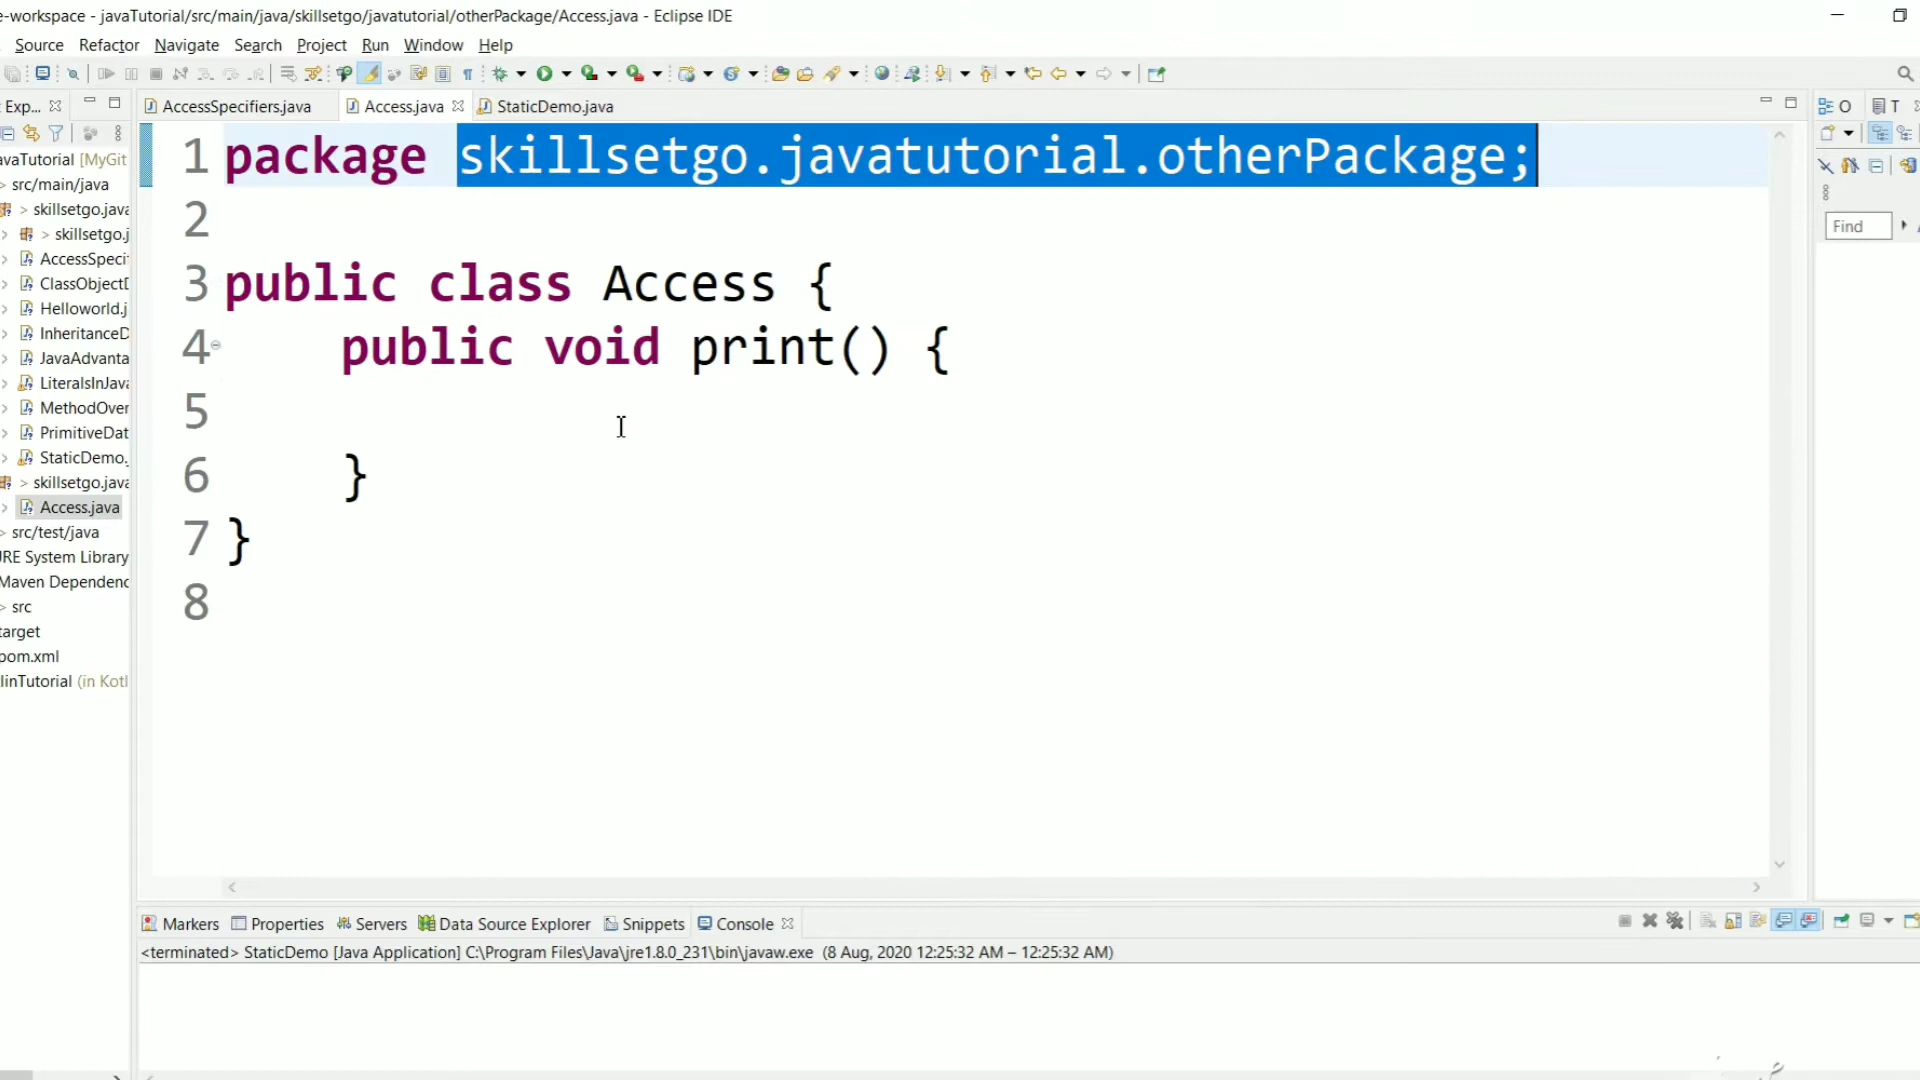 e-workspace - javaTutorial/src/main/java/skillsetgo/javatutorial/otherPackage/Access.java - Eclipse IDE
Source Refactor Navigate Search Project Run Window Help
Exp...
AccessSpecifiers.java Access.java StaticDemo.java
O T
avaTutorial [MyGit
src/main/java
> skillsetgo.java
> skillsetgo.j
AccessSpeci
ClassObject
Helloworld.j
InheritanceD
JavaAdvanta
LiteralsInJava
MethodOver
PrimitiveDat
StaticDemo.
> skillsetgo.java
Access.java
src/test/java
JRE System Library
Maven Dependenc
> src
target
pom.xml
linTutorial (in Kotl
1 package skillsetgo.javatutorial.otherPackage;
2
3 public class Access {
4 public void print() {
5
6 }
7 }
8
Find
Markers Properties Servers Data Source Explorer Snippets Console
<terminated> StaticDemo [Java Application] C:\Program Files\Java\jre1.8.0_231\bin\javaw.exe (8 Aug, 2020 12:25:32 AM – 12:25:32 AM)